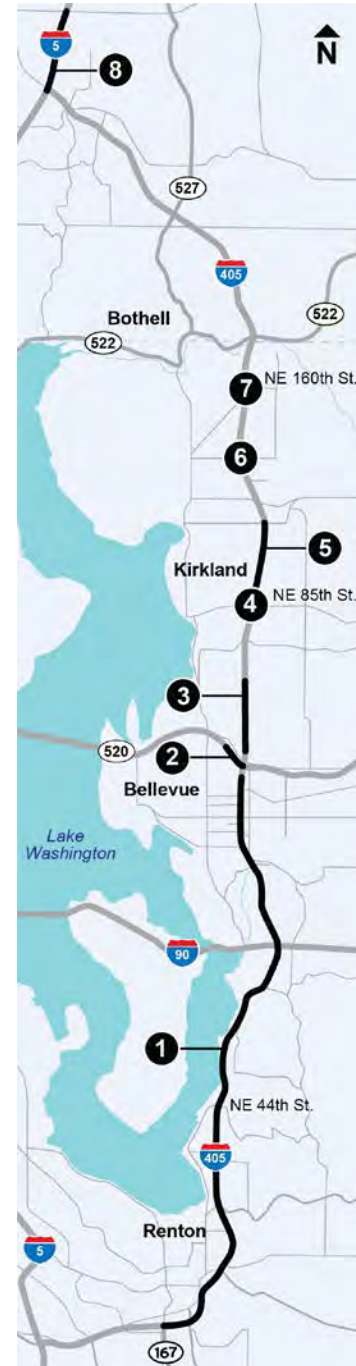 5
8
N
527
405
Bothell
522
522
7
NE 160th St.
6
5
Kirkland
4
NE 85th St.
3
520
2
Bellevue
Lake
Washington
90
1
NE 44th St.
405
Renton
5
167